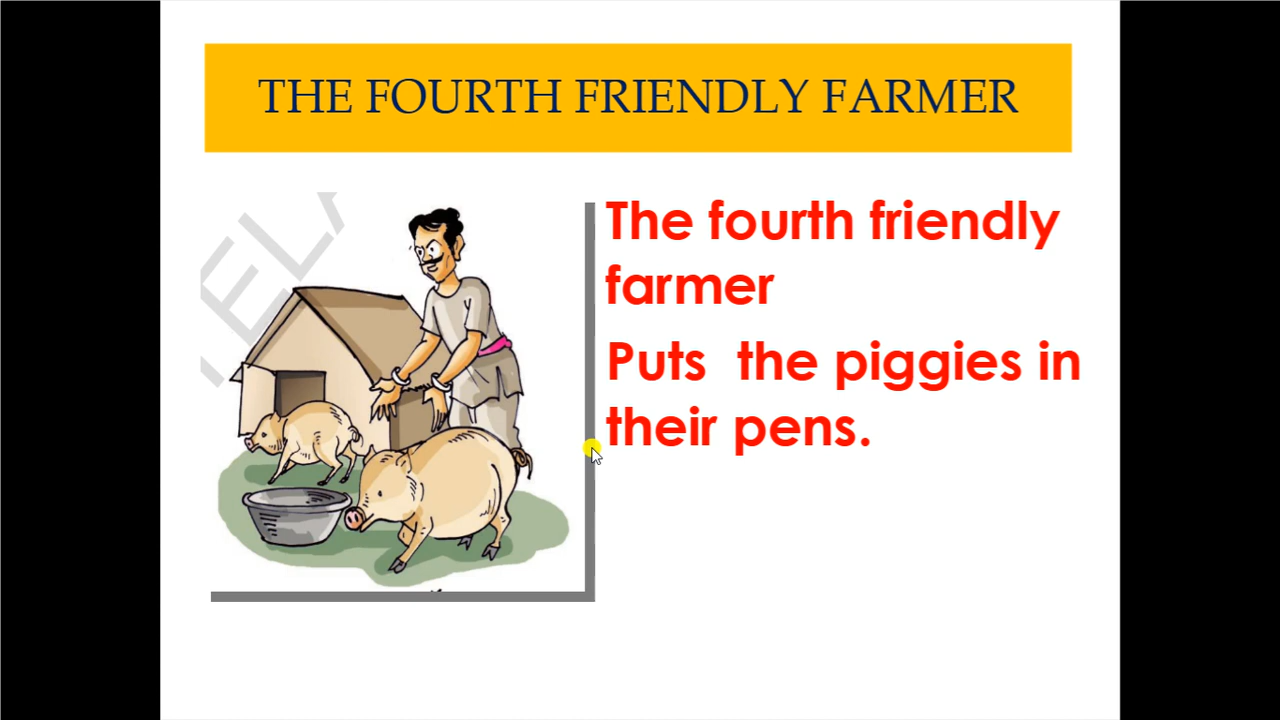 THE FOURTH FRIENDLY FARMER
The fourth friendly
farmer
Puts the piggies in
their pens.